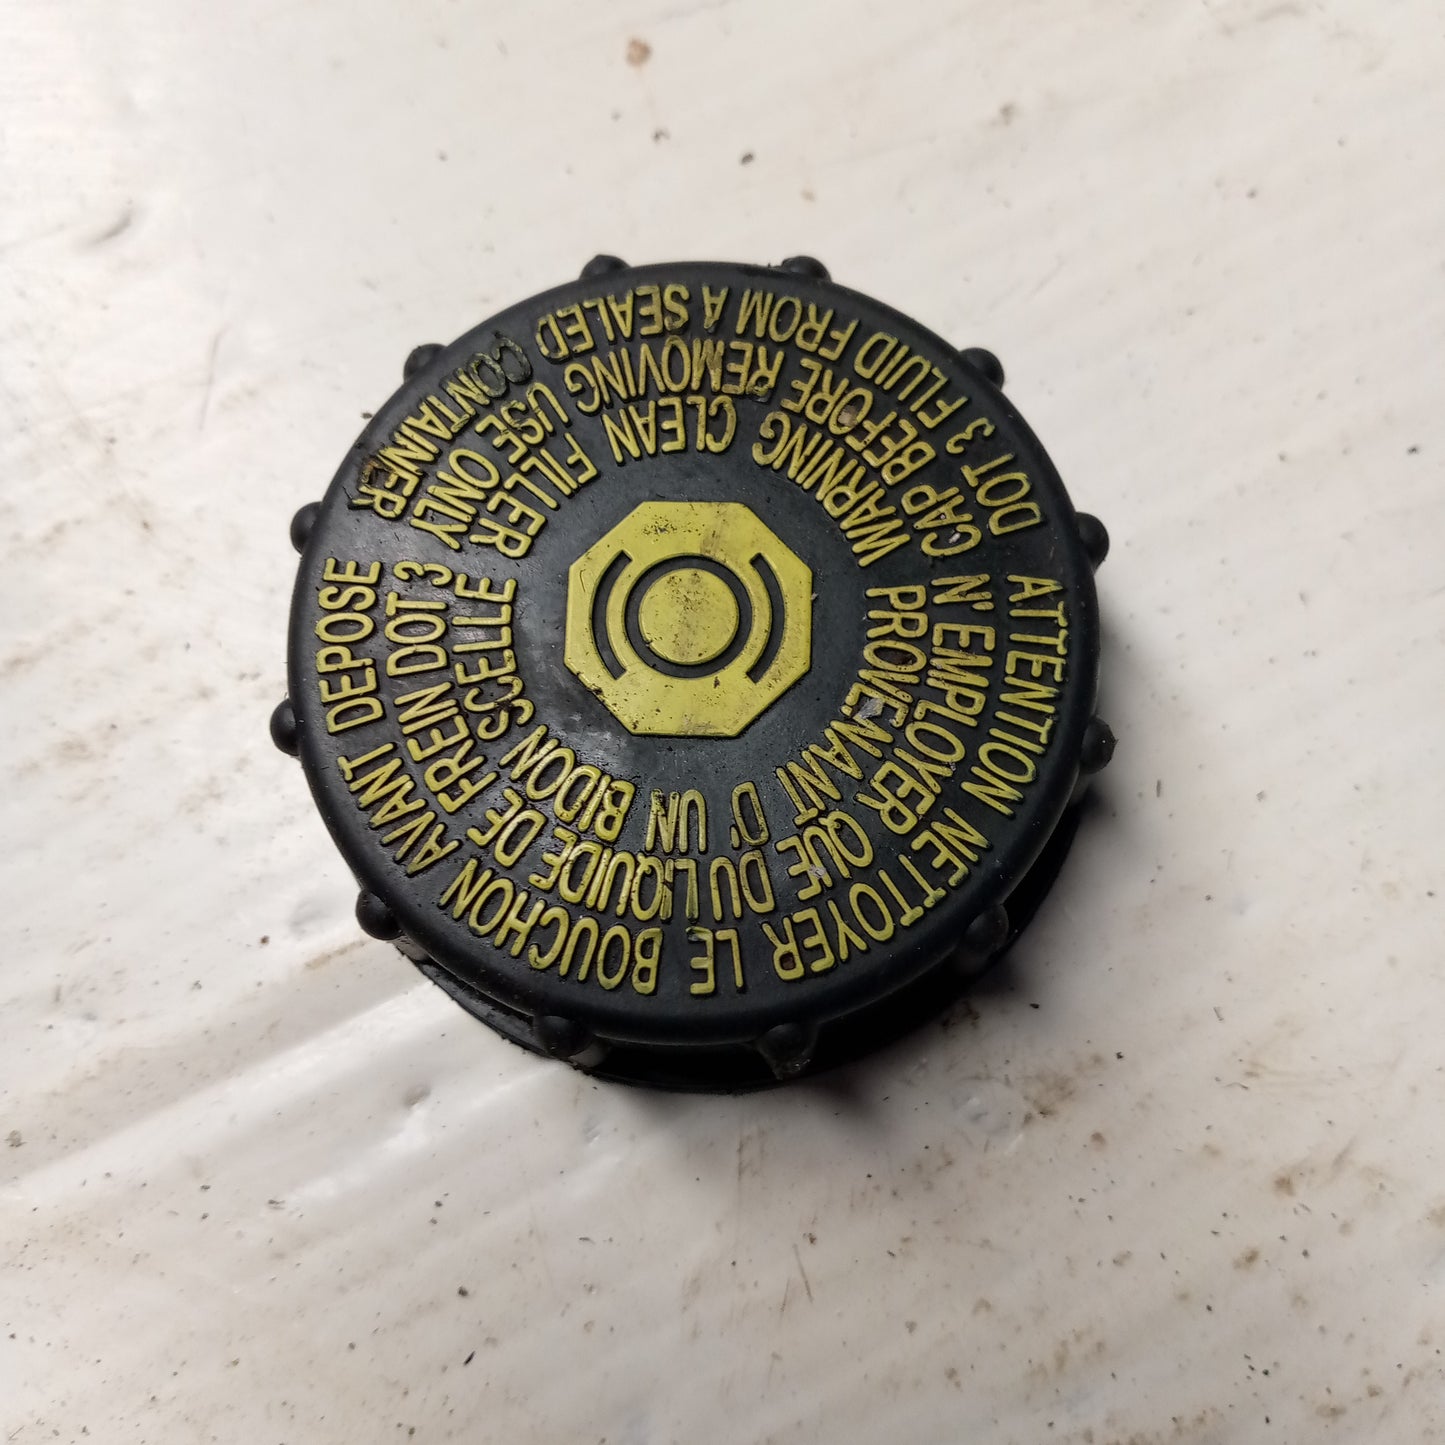 WARNING CLEAN FILLER
CAP BEFORE REMOVING USE ONLY
DOT 3 FLUID FROM A SEALED CONTAINER
ATTENTION NETTOYER LE BOUCHON AVANT DEPOSE
N'EMPLOYER QUE DU LIQUIDE DE FREIN DOT 3
PROVENANT D'UN BIDON SCELLE